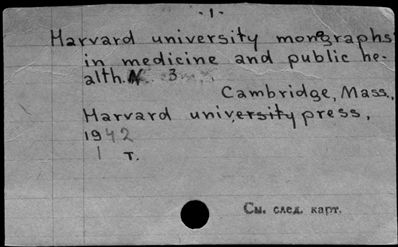 -1-
Harvard university monographs
in medicine and public he-
alth. N. 3
Cambridge, Mass.,
Harvard university press,
1942
1 т.
См. след. карт.